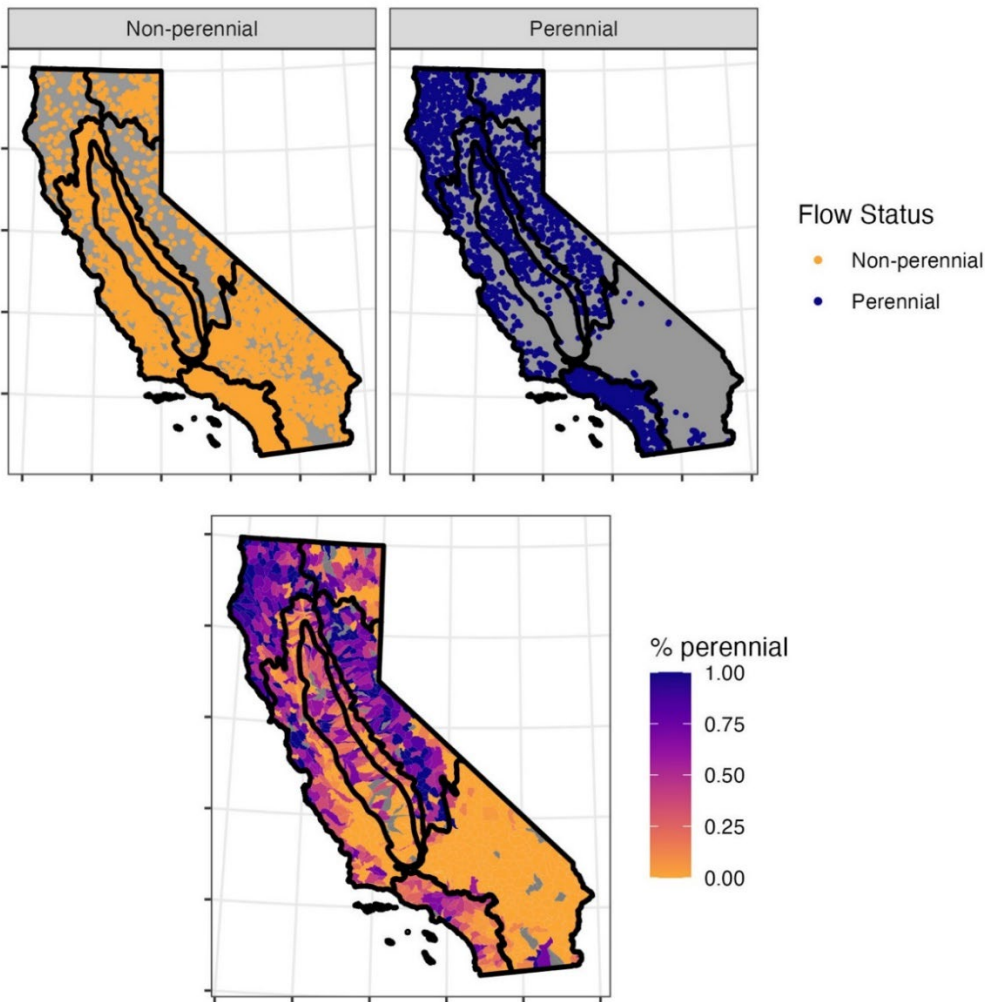 Non-perennial
Perennial
Flow Status
Non-perennial
Perennial
% perennial
1.00
0.75
0.50
0.25
0.00